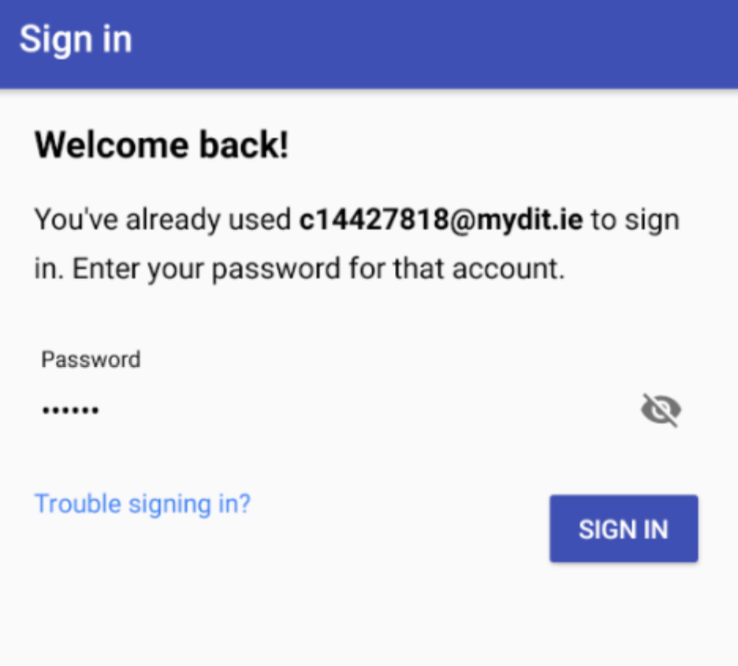 Sign in
Welcome back!
You've already used c14427818@mydit.ie to sign
in. Enter your password for that account.
Password
••••••
Trouble signing in?
SIGN IN